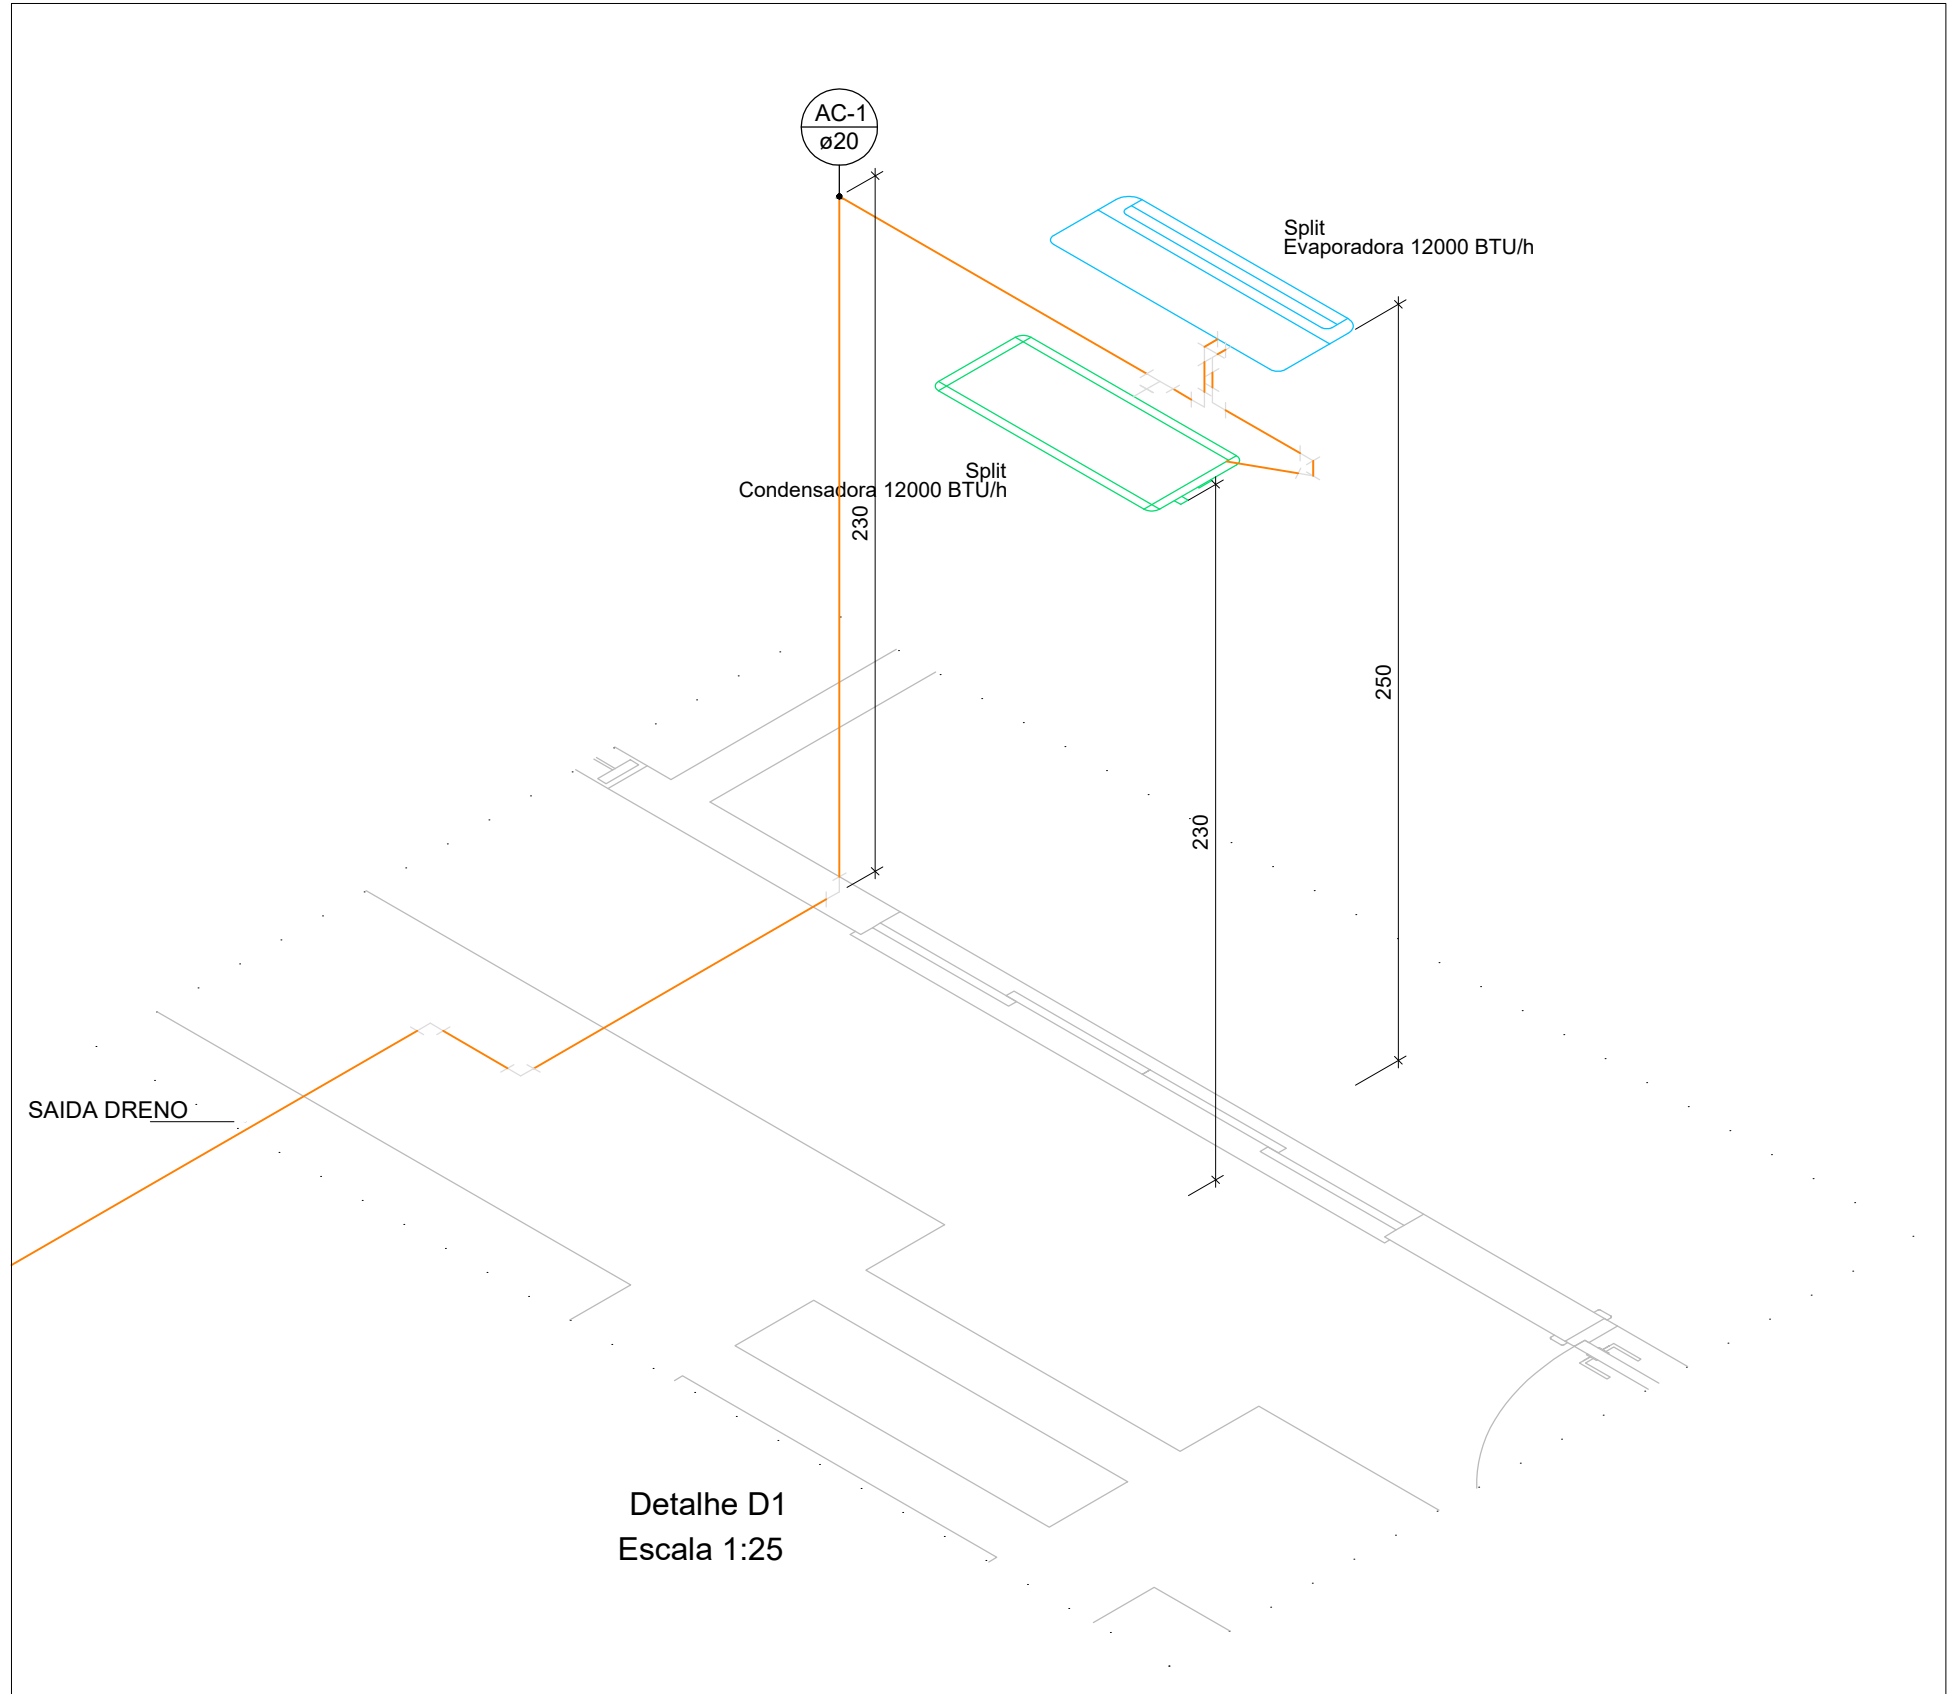 AC-1
ø20
Split
Evaporadora 12000 BTU/h
Split
Condensadora 12000 BTU/h
230
250
230
SAIDA DRENO
Detalhe D1
Escala 1:25